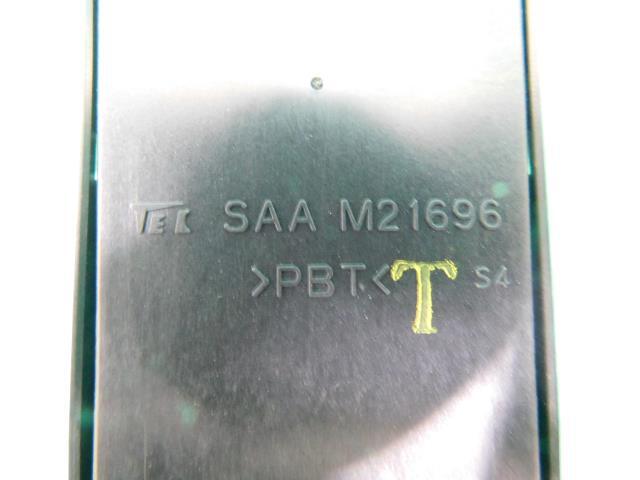 TEK SAA M21696
>PBT< T S4